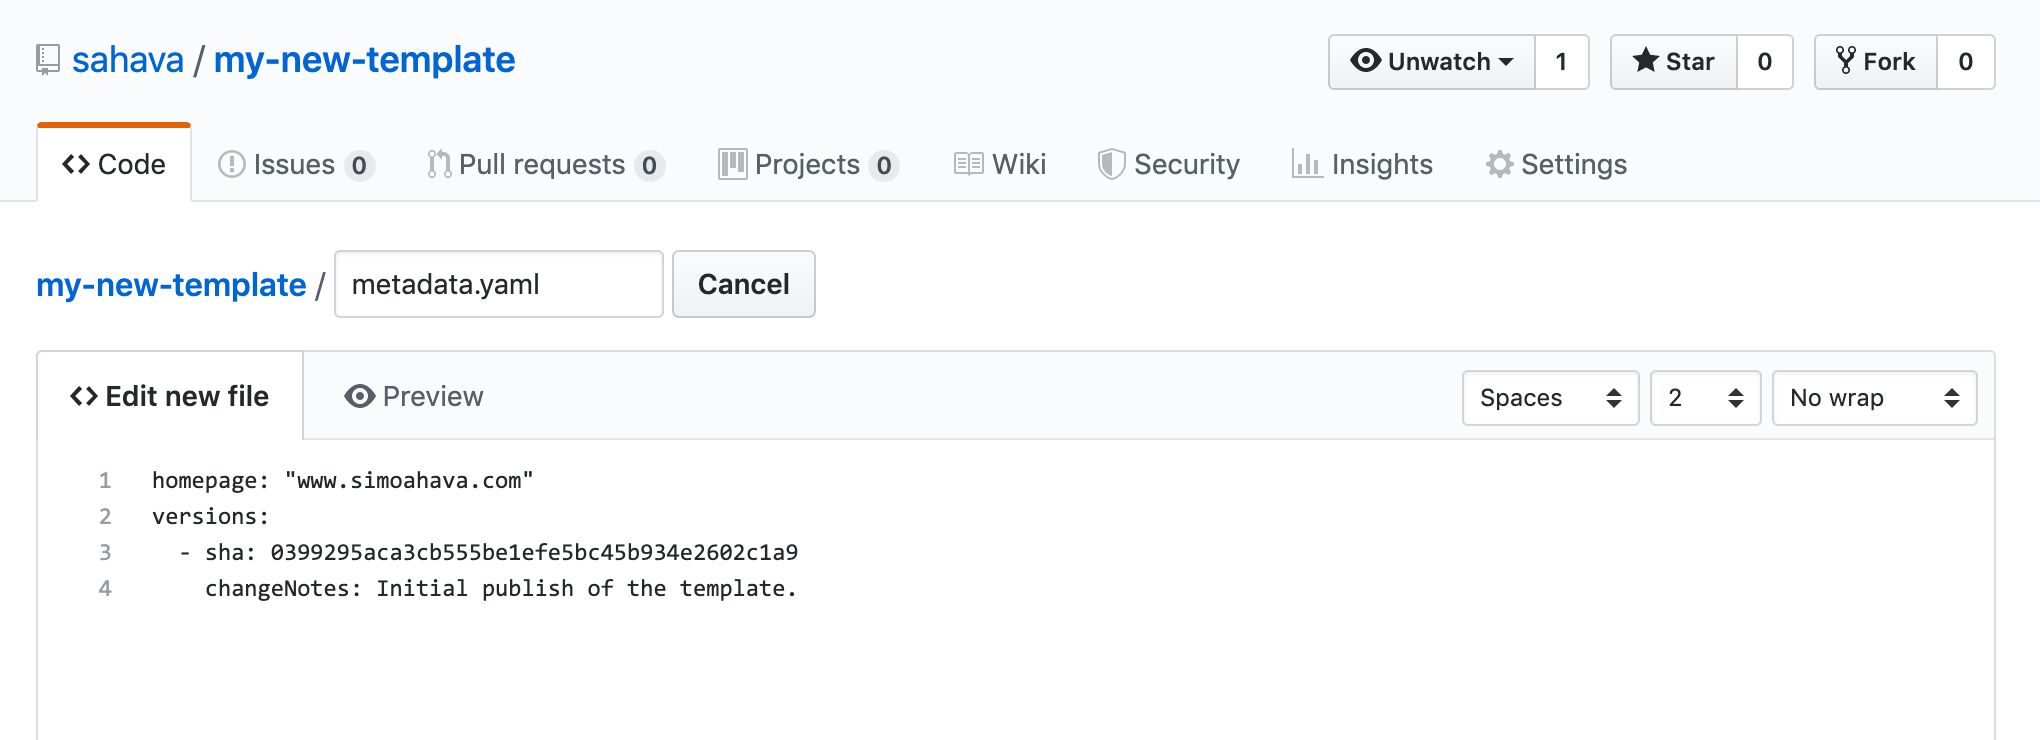 sahava / my-new-template
Unwatch 1 Star 0 Fork 0
Code Issues 0 Pull requests 0 Projects 0 Wiki Security Insights Settings
my-new-template / metadata.yaml Cancel
Edit new file Preview Spaces 2 No wrap
1 homepage: "www.simoahava.com"
2 versions:
3 - sha: 0399295aca3cb555be1efe5bc45b934e2602c1a9
4 changeNotes: Initial publish of the template.